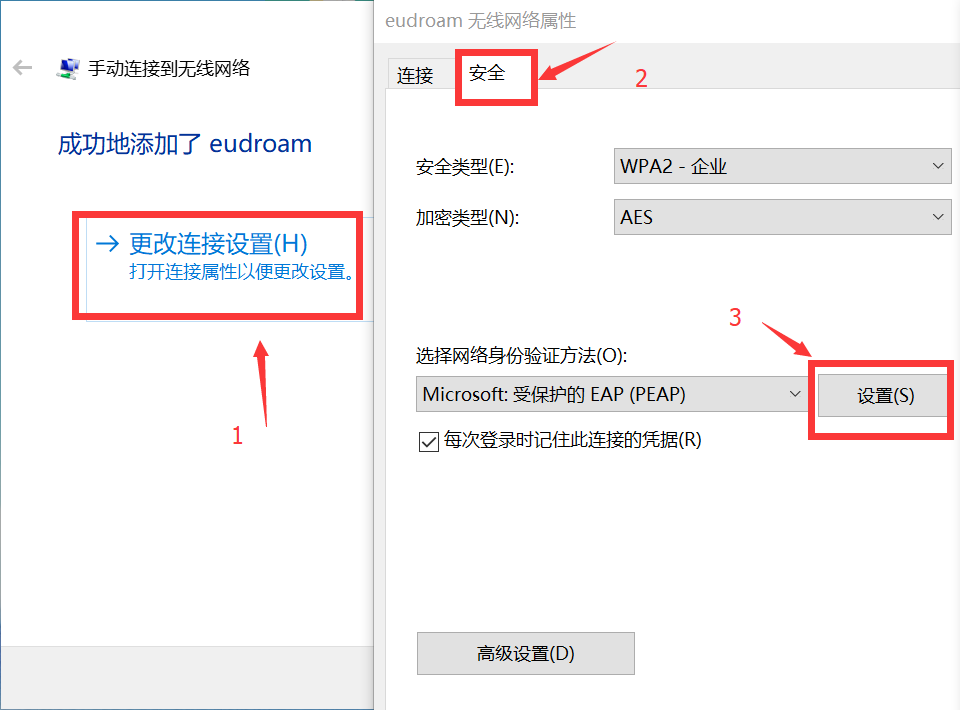 手动连接到无线网络
成功地添加了 eudroam
更改连接设置(H)
打开连接属性以便更改设置。
1
eudroam 无线网络属性
连接
安全
2
安全类型(E):
WPA2 - 企业
加密类型(N):
AES
3
选择网络身份验证方法(O):
Microsoft: 受保护的 EAP (PEAP)
设置(S)
每次登录时记住此连接的凭据(R)
高级设置(D)